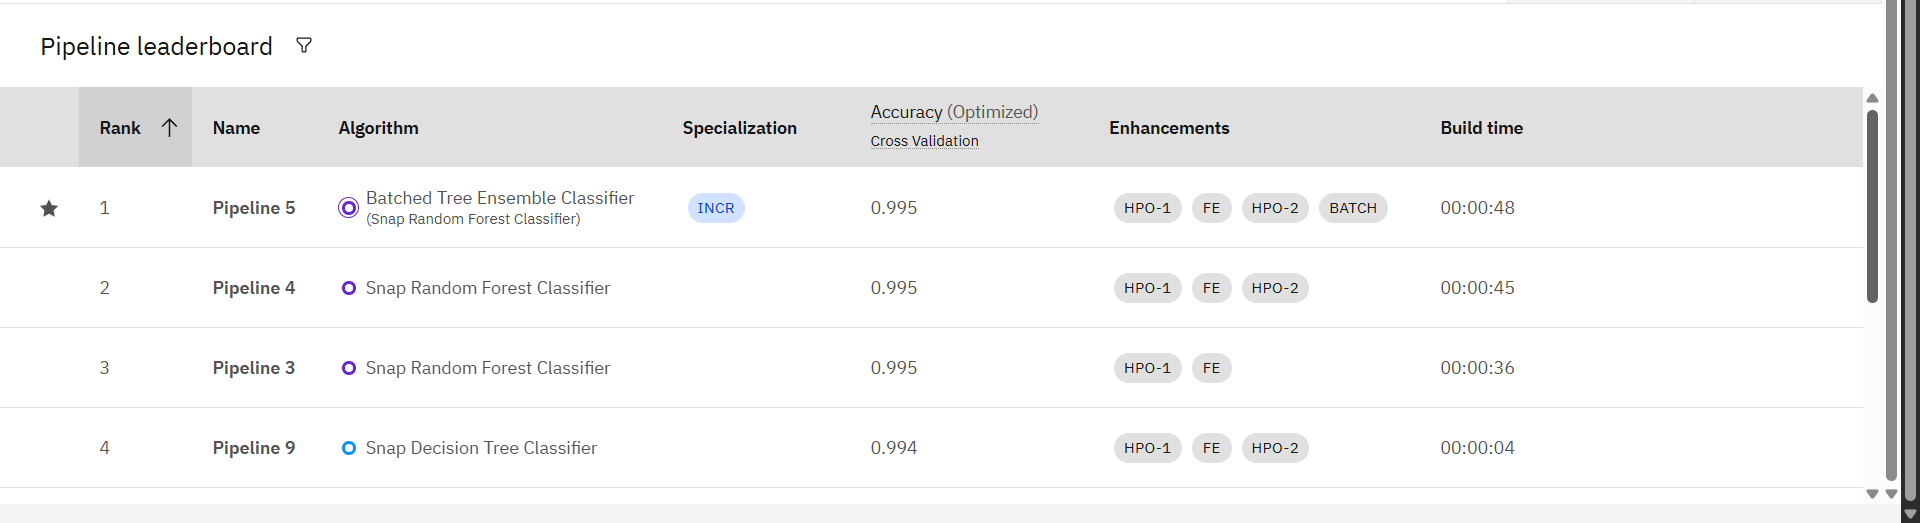 Pipeline leaderboard
Rank Name Algorithm Specialization Accuracy (Optimized) Enhancements Build time
Cross Validation
1 Pipeline 5 Batched Tree Ensemble Classifier INCR 0.995 HPO-1 FE HPO-2 BATCH 00:00:48
(Snap Random Forest Classifier)
2 Pipeline 4 Snap Random Forest Classifier 0.995 HPO-1 FE HPO-2 00:00:45
3 Pipeline 3 Snap Random Forest Classifier 0.995 HPO-1 FE 00:00:36
4 Pipeline 9 Snap Decision Tree Classifier 0.994 HPO-1 FE HPO-2 00:00:04